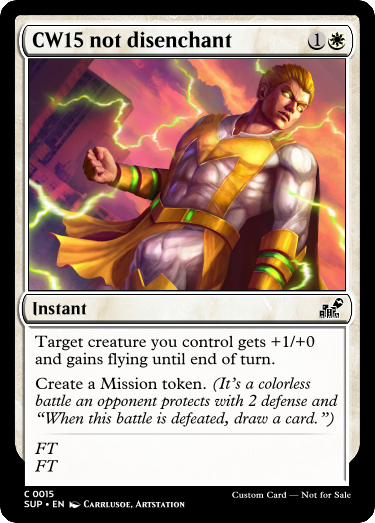 CW15 not disenchant 1
Instant
Target creature you control gets +1/+0
and gains flying until end of turn.
Create a Mission token. (It's a colorless
battle an opponent protects with 2 defense and
“When this battle is defeated, draw a card.”)
FT
FT
C 0015
SUP • EN Carrlusoe, Artstation
Custom Card — Not for Sale